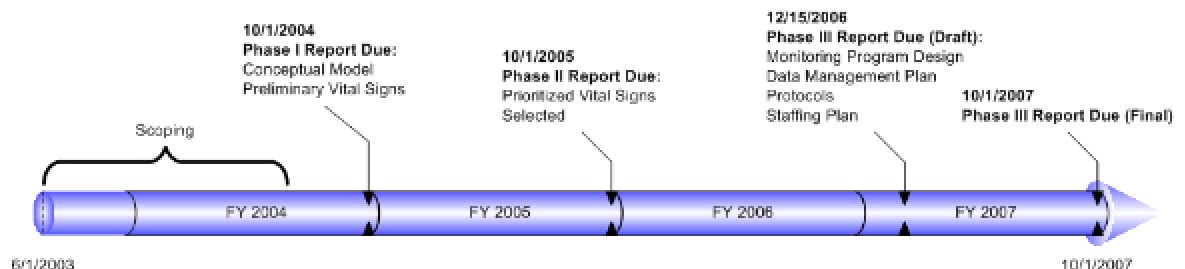 10/1/2004
Phase I Report Due:
Conceptual Model
Preliminary Vital Signs
10/1/2005
Phase II Report Due:
Prioritized Vital Signs
Selected
12/15/2006
Phase III Report Due (Draft):
Monitoring Program Design
Data Management Plan
Protocols
Staffing Plan
10/1/2007
Phase III Report Due (Final)
Scoping
FY 2004
FY 2005
FY 2006
FY 2007
6/1/2003
10/1/2007